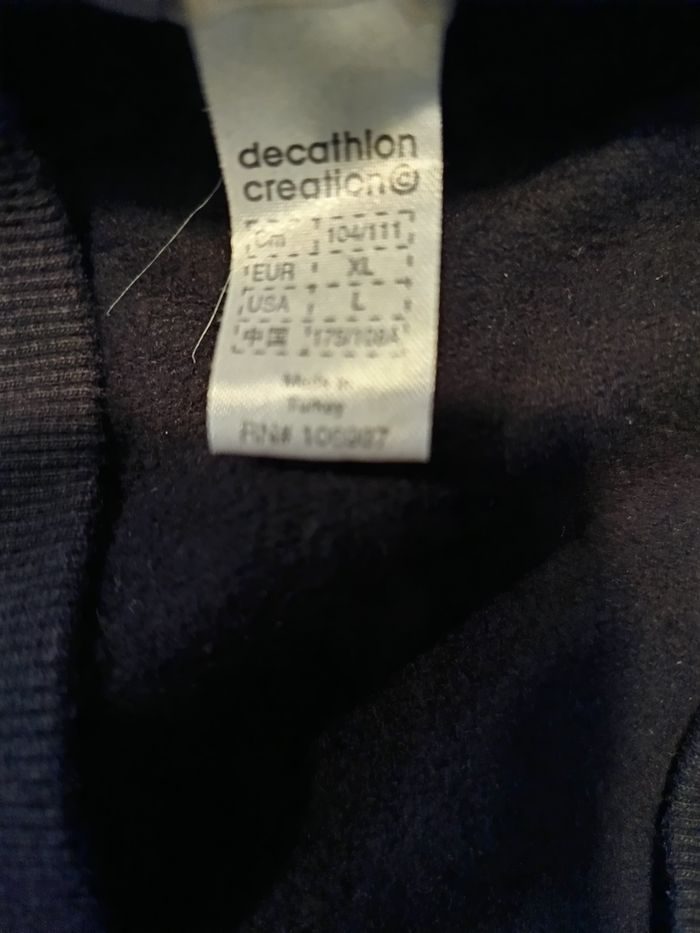 decathlon
creation©
cm 104/111
EUR XL
USA L
中国 175/108A
Made in
Turkey
RN# 106987